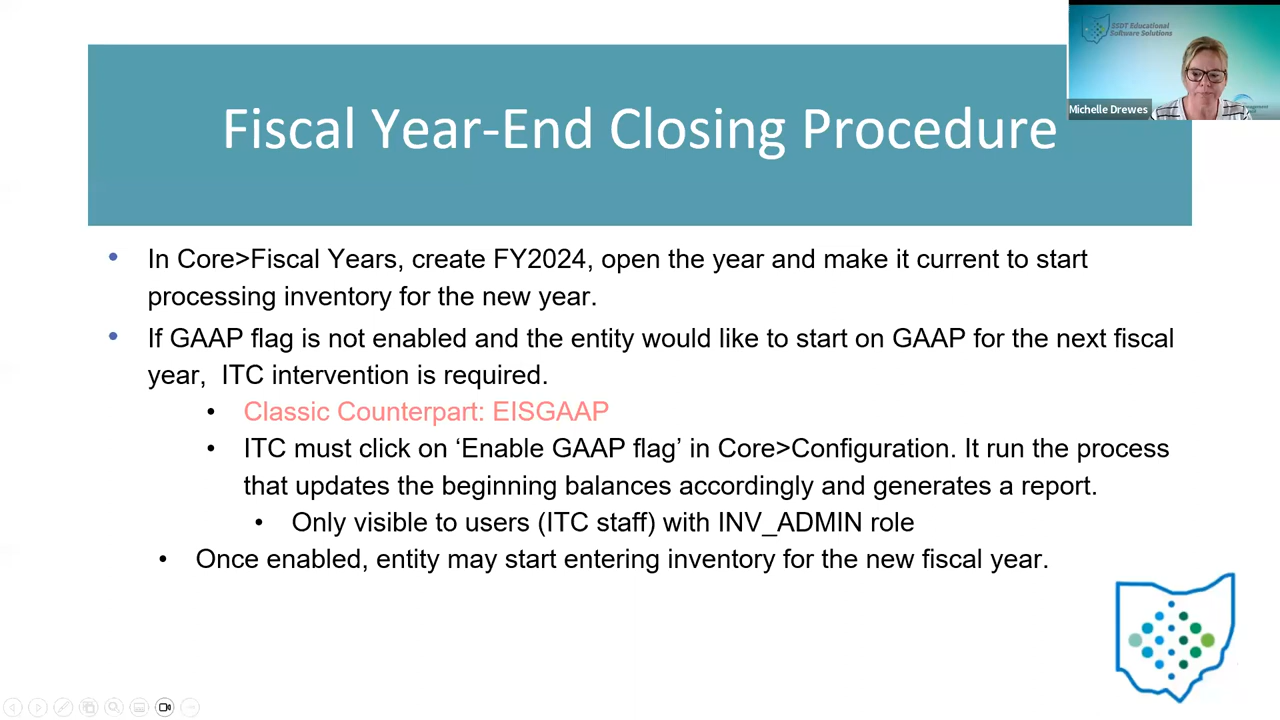 ESDT Educational
Software Solutions
Michelle Drewes
Fiscal Year-End Closing Procedure
• In Core>Fiscal Years, create FY2024, open the year and make it current to start
processing inventory for the new year.
• If GAAP flag is not enabled and the entity would like to start on GAAP for the next fiscal
year, ITC intervention is required.
• Classic Counterpart: EISGAAP
• ITC must click on ‘Enable GAAP flag’ in Core>Configuration. It run the process
that updates the beginning balances accordingly and generates a report.
• Only visible to users (ITC staff) with INV_ADMIN role
• Once enabled, entity may start entering inventory for the new fiscal year.